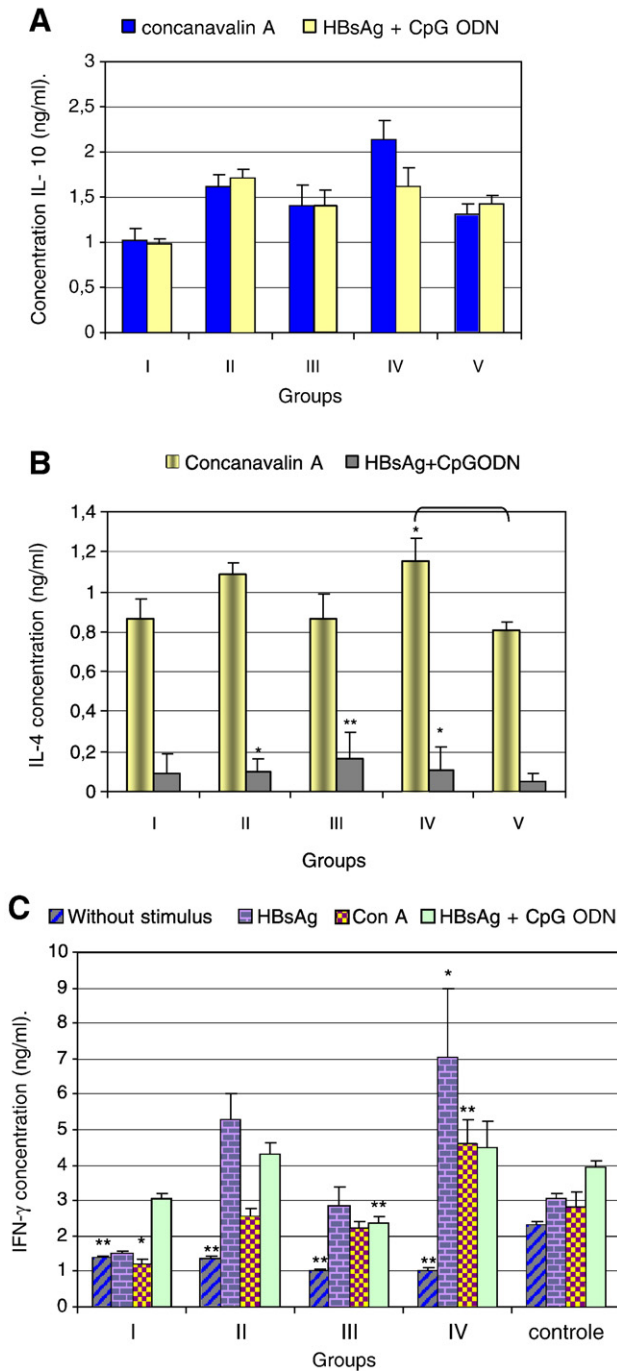 A
concanavalin A HBsAg + CpG ODN
Concentration IL- 10 (ng/ml).
3
2,5
2
1,5
1
0,5
0
I II III IV V
Groups
B
Concanavalin A HBsAg+CpGODN
IL-4 concentration (ng/ml)
1,4
1,2
1
0,8
0,6
0,4
0,2
0
*
* ** *
I II III IV V
Groups
C
Without stimulus HBsAg Con A HBsAg + CpG ODN
IFN-γ concentration (ng/ml).
10
9
8
7
6
5
4
3
2
1
0
*
**
** * ** ** ** **
I II III IV controle
Groups